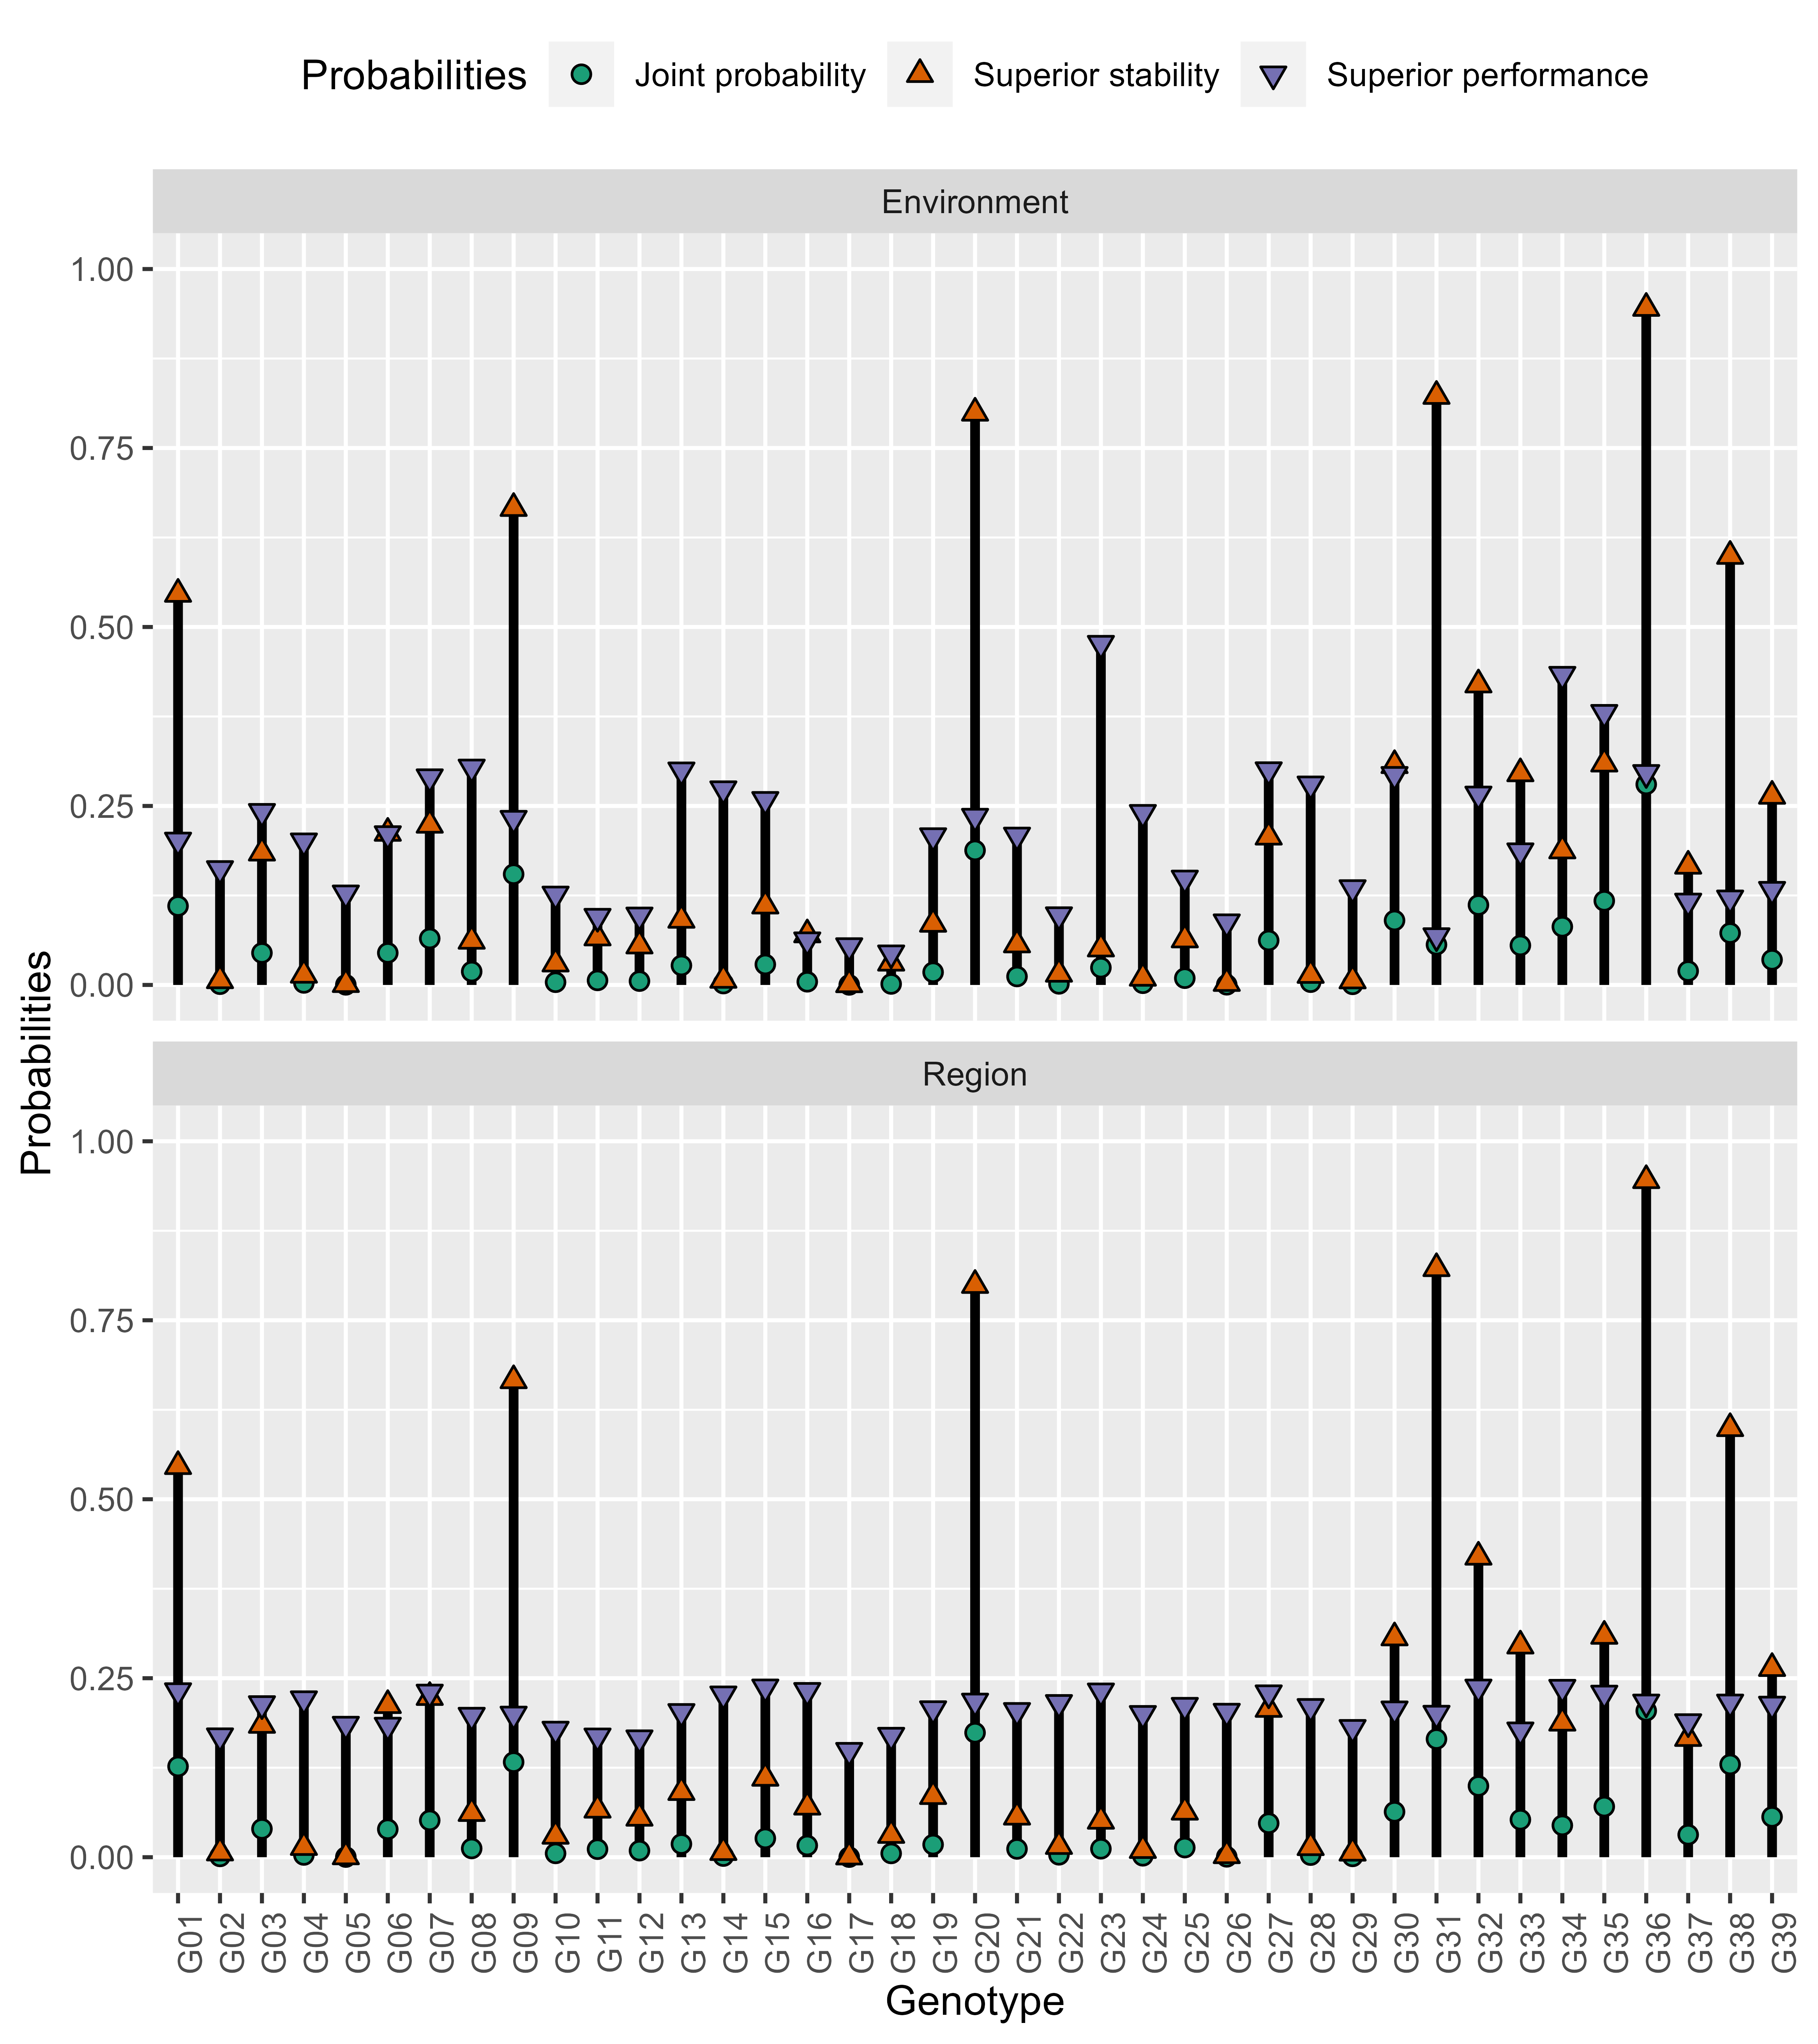 Probabilities Joint probability Superior stability Superior performance
Environment
1.00
0.75
0.50
0.25
0.00
Probabilities
Region
1.00
0.75
0.50
0.25
0.00
G01 G02 G03 G04 G05 G06 G07 G08 G09 G10 G11 G12 G13 G14 G15 G16 G17 G18 G19 G20 G21 G22 G23 G24 G25 G26 G27 G28 G29 G30 G31 G32 G33 G34 G35 G36 G37 G38 G39
Genotype